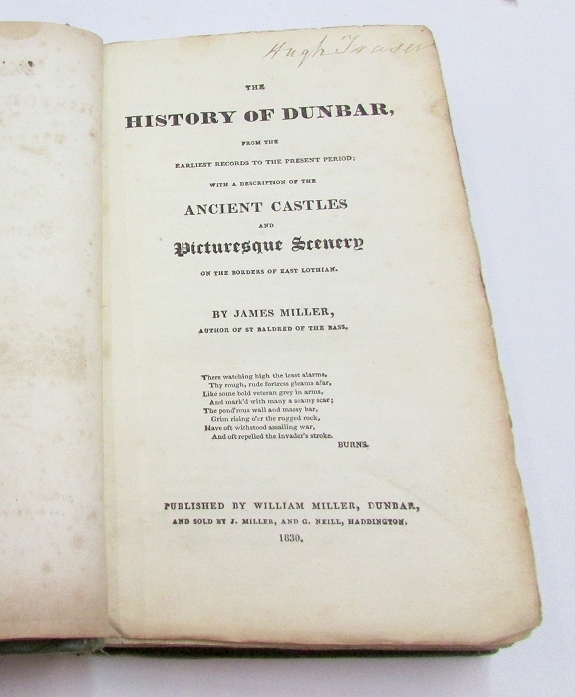 Hugh Fraser
THE
HISTORY OF DUNBAR,
FROM THE
EARLIEST RECORDS TO THE PRESENT PERIOD;
WITH A DESCRIPTION OF THE
ANCIENT CASTLES
AND
Picturesque Scenery
ON THE BORDERS OF EAST LOTHIAN.
BY JAMES MILLER,
AUTHOR OF ST BALDRED OF THE BASS.
There watching high the least alarms,
Thy rough, rude fortress gleams afar,
Like some bold veteran grey in arms,
And mark'd with many a seamy scar;
The pond'rous wall and massy bar,
Grim rising o'er the rugged rock,
Have oft withstood assailing war,
And oft repelled the invader's stroke.
BURNS.
PUBLISHED BY WILLIAM MILLER, DUNBAR,
AND SOLD BY J. MILLER, AND G. NEILL, HADDINGTON.
1830.